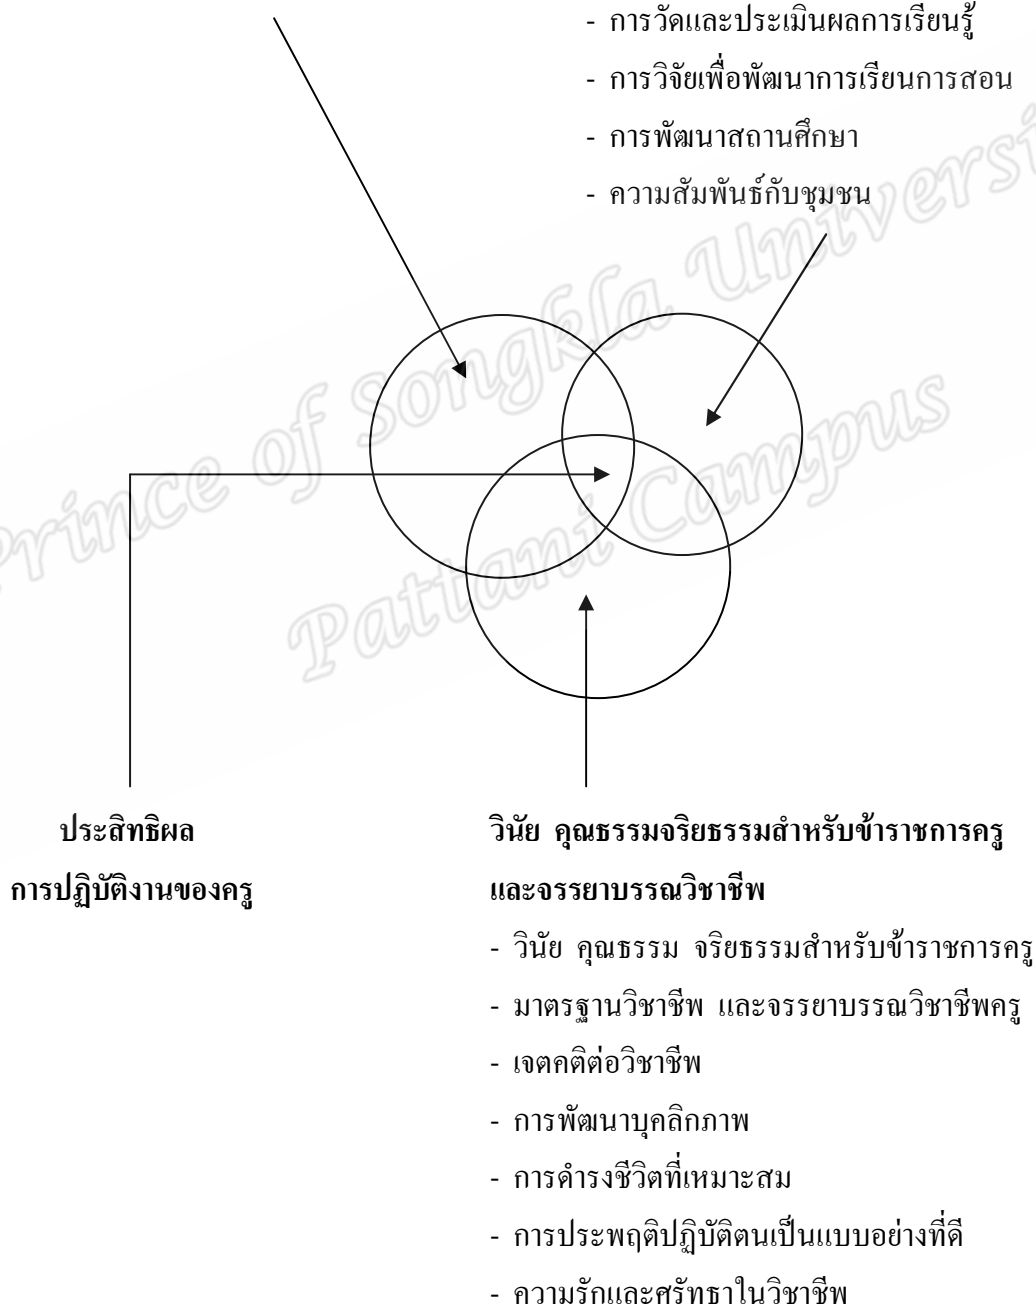 - การวัดและประเมินผลการเรียนรู้
- การวิจัยเพื่อพัฒนาการเรียนการสอน
- การพัฒนาสถานศึกษา
- ความสัมพันธ์กับชุมชน
Prince of Songkla Universi
Pattani Campus
ประสิทธิผล
การปฏิบัติงานของครู
วินัย คุณธรรมจริยธรรมสำหรับข้าราชการครู
และจรรยาบรรณวิชาชีพ
- วินัย คุณธรรม จริยธรรมสำหรับข้าราชการครู
- มาตรฐานวิชาชีพ และจรรยาบรรณวิชาชีพครู
- เจตคติต่อวิชาชีพ
- การพัฒนาบุคลิกภาพ
- การดำรงชีวิตที่เหมาะสม
- การประพฤติปฏิบัติตนเป็นแบบอย่างที่ดี
- ความรักและศรัทธาในวิชาชีพ